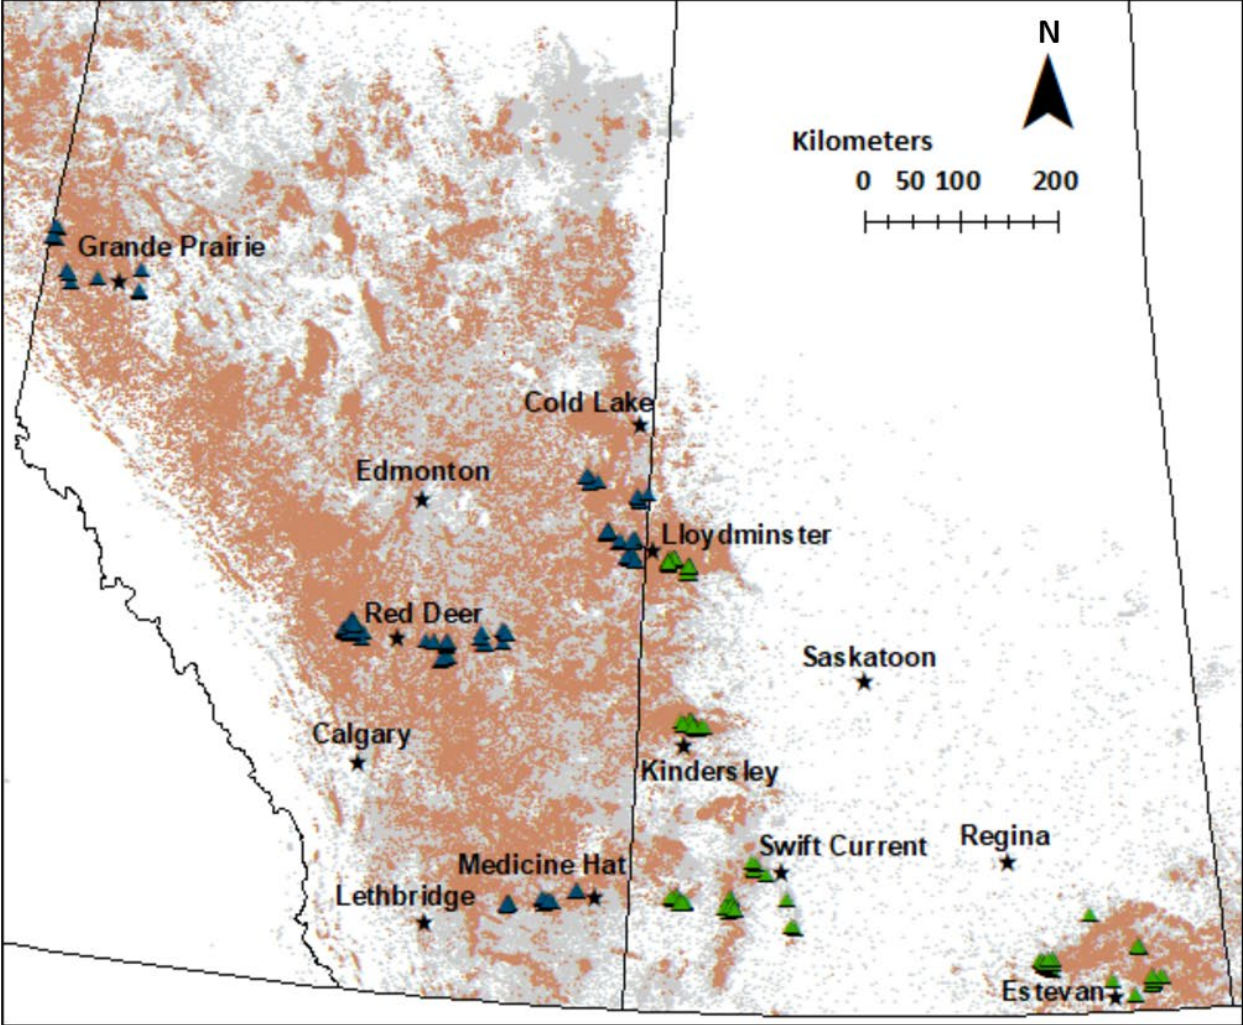 N
Kilometers
0 50 100 200
Grande Prairie
Cold Lake
Edmonton
Lloydminster
Red Deer
Saskatoon
Calgary
Kindersley
Regina
Swift Current
Medicine Hat
Lethbridge
Estevan